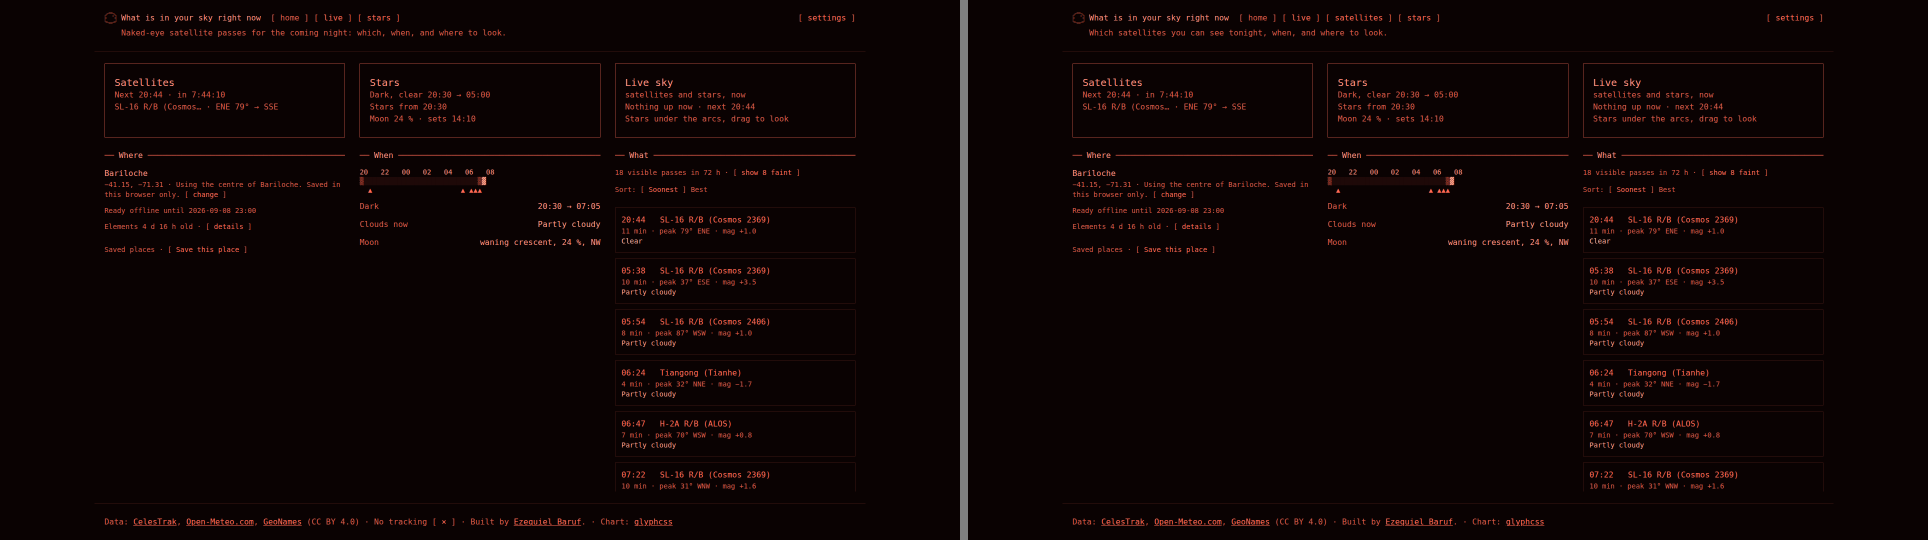 What is in your sky right now [ home ] [ live ] [ stars ] [ settings ]
Naked-eye satellite passes for the coming night: which, when, and where to look.
Satellites
Next 20:44 · in 7:44:10
SL-16 R/B (Cosmos… · ENE 79° → SSE
Stars
Dark, clear 20:30 → 05:00
Stars from 20:30
Moon 24 % · sets 14:10
Live sky
satellites and stars, now
Nothing up now · next 20:44
Stars under the arcs, drag to look
Where
Bariloche
−41.15, −71.31 · Using the centre of Bariloche. Saved in
this browser only. [ change ]
Ready offline until 2026-09-08 23:00
Elements 4 d 16 h old · [ details ]
Saved places · [ Save this place ]
When
20 22 00 02 04 06 08
Dark 20:30 → 07:05
Clouds now Partly cloudy
Moon waning crescent, 24 %, NW
What
18 visible passes in 72 h · [ show 8 faint ]
Sort: [ Soonest ] Best
20:44 SL-16 R/B (Cosmos 2369)
11 min · peak 79° ENE · mag +1.0
Clear
05:38 SL-16 R/B (Cosmos 2369)
10 min · peak 37° ESE · mag +3.5
Partly cloudy
05:54 SL-16 R/B (Cosmos 2406)
8 min · peak 87° WSW · mag +1.0
Partly cloudy
06:24 Tiangong (Tianhe)
4 min · peak 32° NNE · mag −1.7
Partly cloudy
06:47 H-2A R/B (ALOS)
7 min · peak 70° WSW · mag +0.8
Partly cloudy
07:22 SL-16 R/B (Cosmos 2369)
10 min · peak 31° WNW · mag +1.6
Data: CelesTrak, Open-Meteo.com, GeoNames (CC BY 4.0) · No tracking [ × ] · Built by Ezequiel Baruf. · Chart: glyphcss
What is in your sky right now [ home ] [ live ] [ satellites ] [ stars ] [ settings ]
Which satellites you can see tonight, when, and where to look.
Satellites
Next 20:44 · in 7:44:10
SL-16 R/B (Cosmos… · ENE 79° → SSE
Stars
Dark, clear 20:30 → 05:00
Stars from 20:30
Moon 24 % · sets 14:10
Live sky
satellites and stars, now
Nothing up now · next 20:44
Stars under the arcs, drag to look
Where
Bariloche
−41.15, −71.31 · Using the centre of Bariloche. Saved in
this browser only. [ change ]
Ready offline until 2026-09-08 23:00
Elements 4 d 16 h old · [ details ]
Saved places · [ Save this place ]
When
20 22 00 02 04 06 08
Dark 20:30 → 07:05
Clouds now Partly cloudy
Moon waning crescent, 24 %, NW
What
18 visible passes in 72 h · [ show 8 faint ]
Sort: [ Soonest ] Best
20:44 SL-16 R/B (Cosmos 2369)
11 min · peak 79° ENE · mag +1.0
Clear
05:38 SL-16 R/B (Cosmos 2369)
10 min · peak 37° ESE · mag +3.5
Partly cloudy
05:54 SL-16 R/B (Cosmos 2406)
8 min · peak 87° WSW · mag +1.0
Partly cloudy
06:24 Tiangong (Tianhe)
4 min · peak 32° NNE · mag −1.7
Partly cloudy
06:47 H-2A R/B (ALOS)
7 min · peak 70° WSW · mag +0.8
Partly cloudy
07:22 SL-16 R/B (Cosmos 2369)
10 min · peak 31° WNW · mag +1.6
Data: CelesTrak, Open-Meteo.com, GeoNames (CC BY 4.0) · Built by Ezequiel Baruf. · Chart: glyphcss